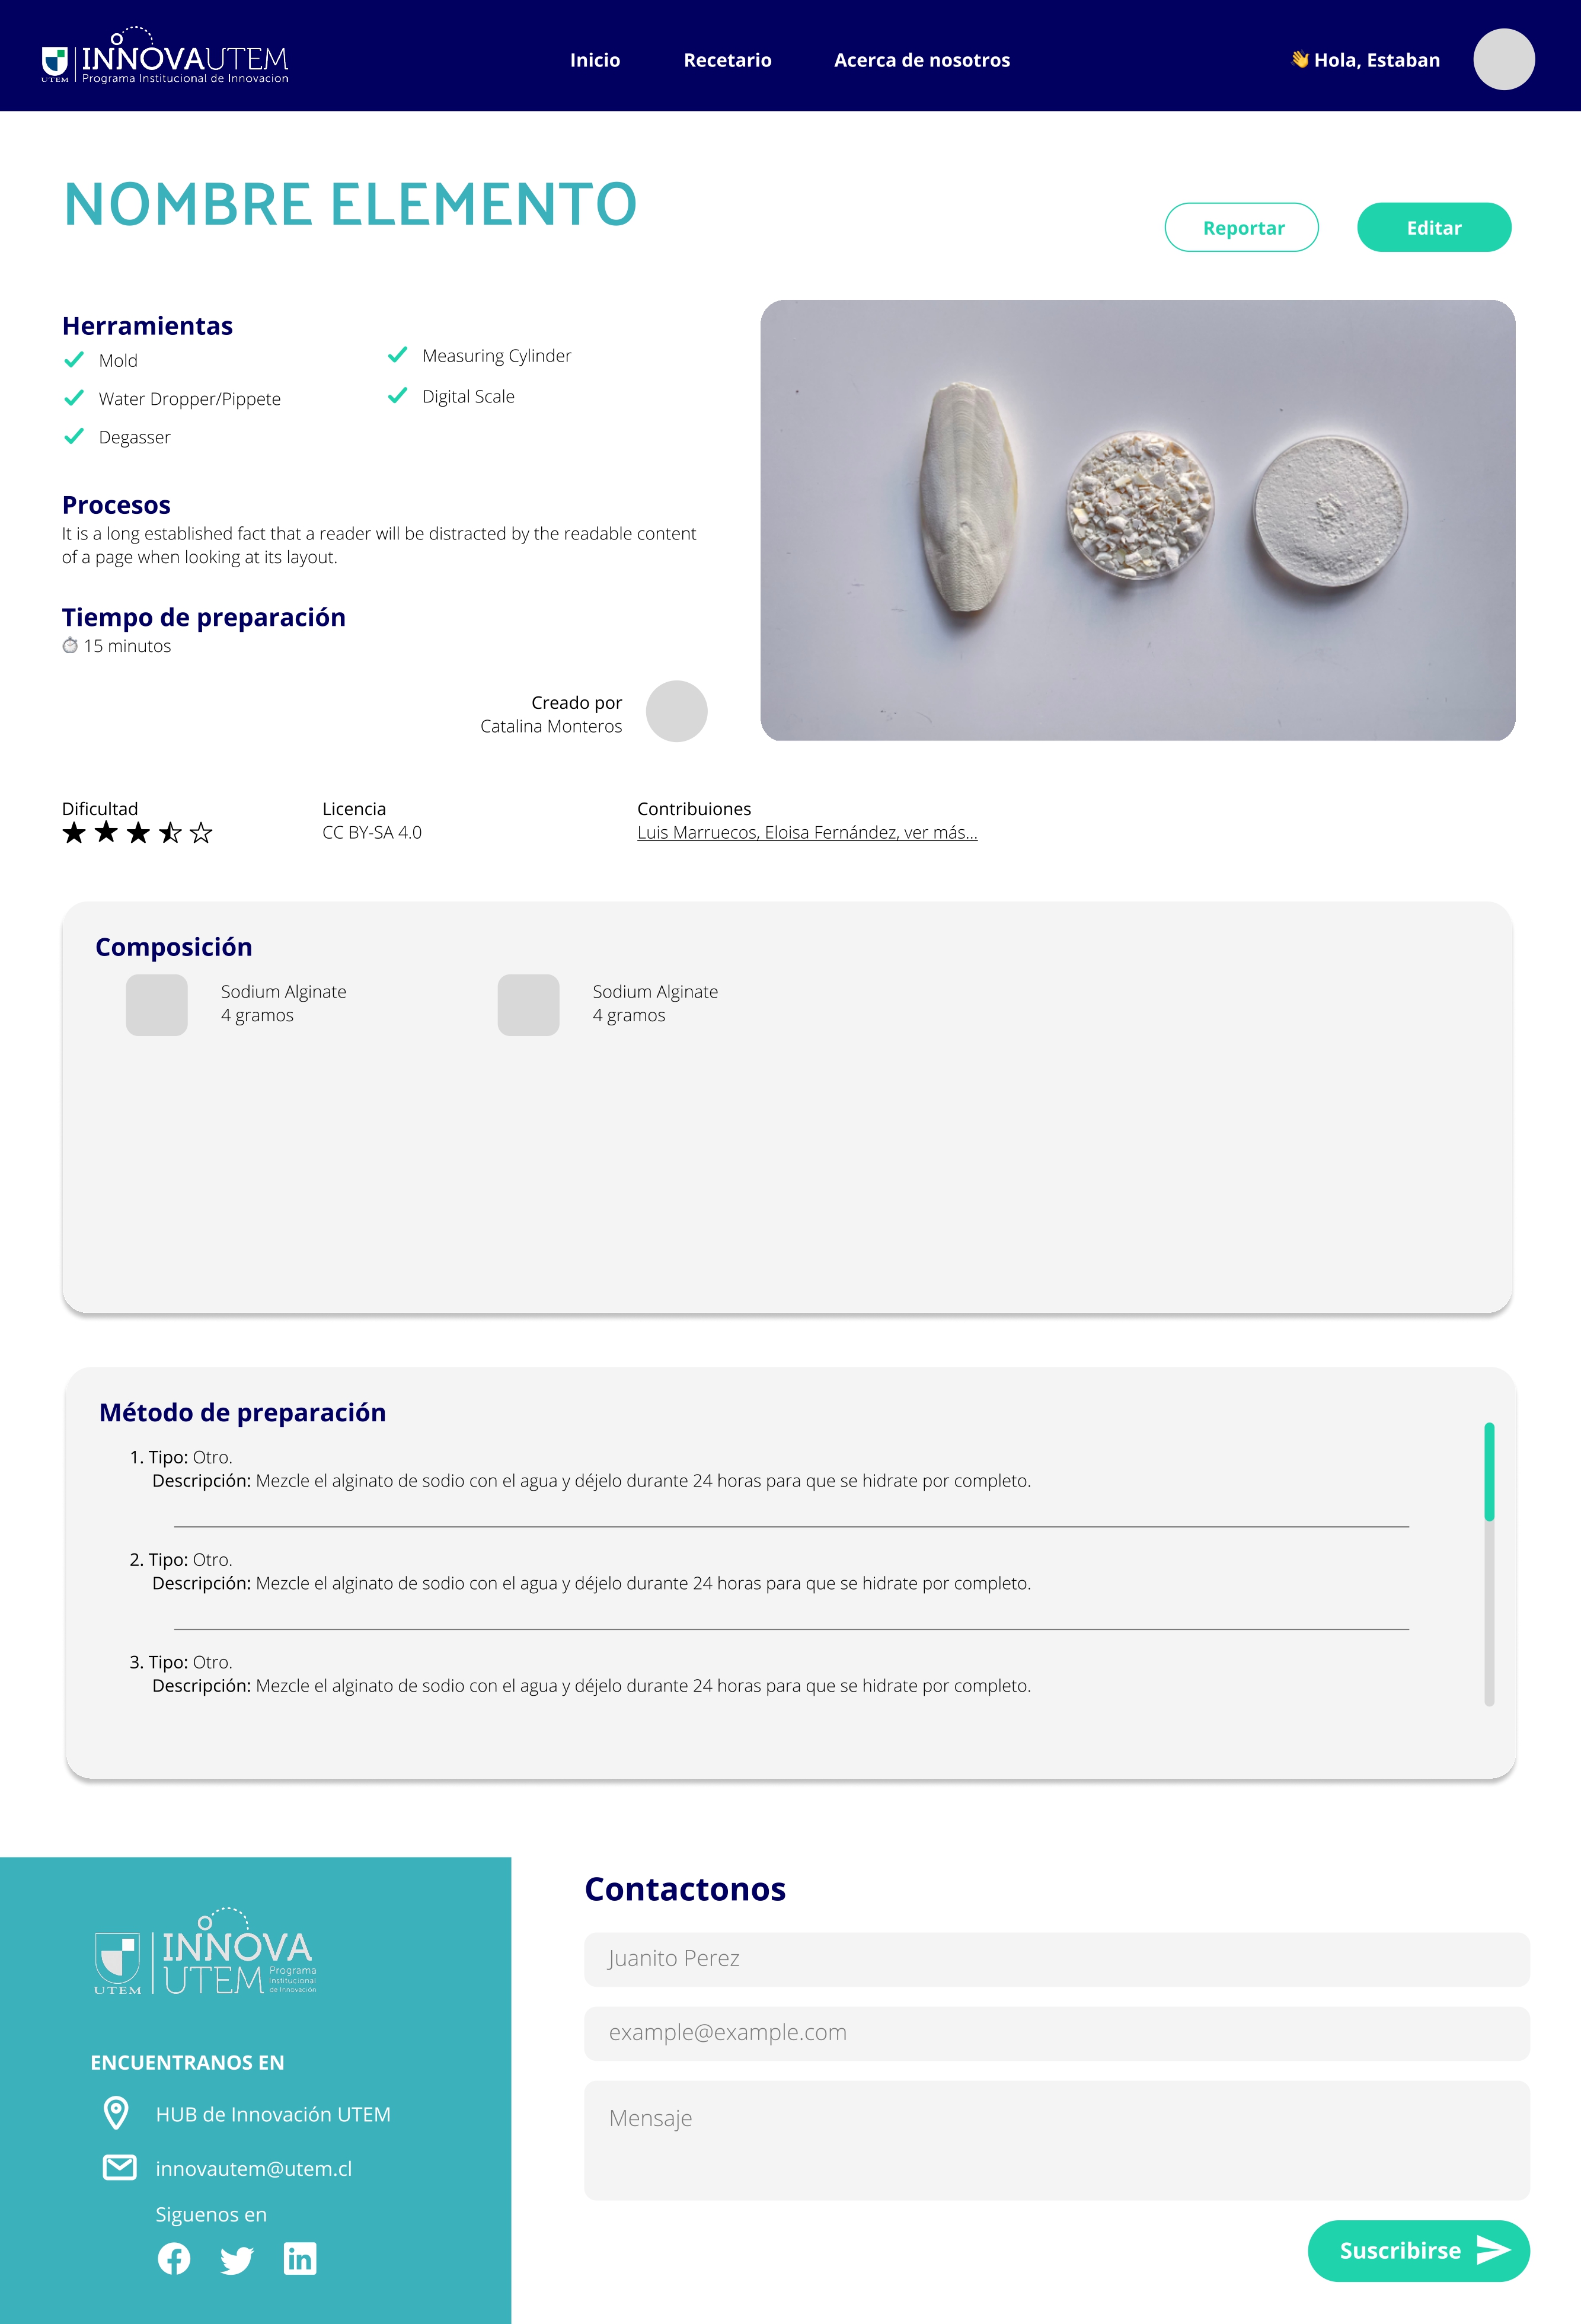 UTEM
INNOVAUTEM
Programa Institucional de Innovacion
Inicio
Recetario
Acerca de nosotros
👋 Hola, Estaban
NOMBRE ELEMENTO
Reportar
Editar
Herramientas
Mold
Water Dropper/Pippete
Degasser
Measuring Cylinder
Digital Scale
Procesos
It is a long established fact that a reader will be distracted by the readable content
of a page when looking at its layout.
Tiempo de preparación
⏱ 15 minutos
Creado por
Catalina Monteros
Dificultad
Licencia
CC BY-SA 4.0
Contribuiones
Luis Marruecos, Eloisa Fernández, ver más...
Composición
Sodium Alginate
4 gramos
Sodium Alginate
4 gramos
Método de preparación
1. Tipo: Otro.
Descripción: Mezcle el alginato de sodio con el agua y déjelo durante 24 horas para que se hidrate por completo.
2. Tipo: Otro.
Descripción: Mezcle el alginato de sodio con el agua y déjelo durante 24 horas para que se hidrate por completo.
3. Tipo: Otro.
Descripción: Mezcle el alginato de sodio con el agua y déjelo durante 24 horas para que se hidrate por completo.
UTEM
INNOVA
UTEM
Programa
Institucional
de Innovación
ENCUENTRANOS EN
HUB de Innovación UTEM
innovautem@utem.cl
Siguenos en
Contactonos
Juanito Perez
example@example.com
Mensaje
Suscribirse